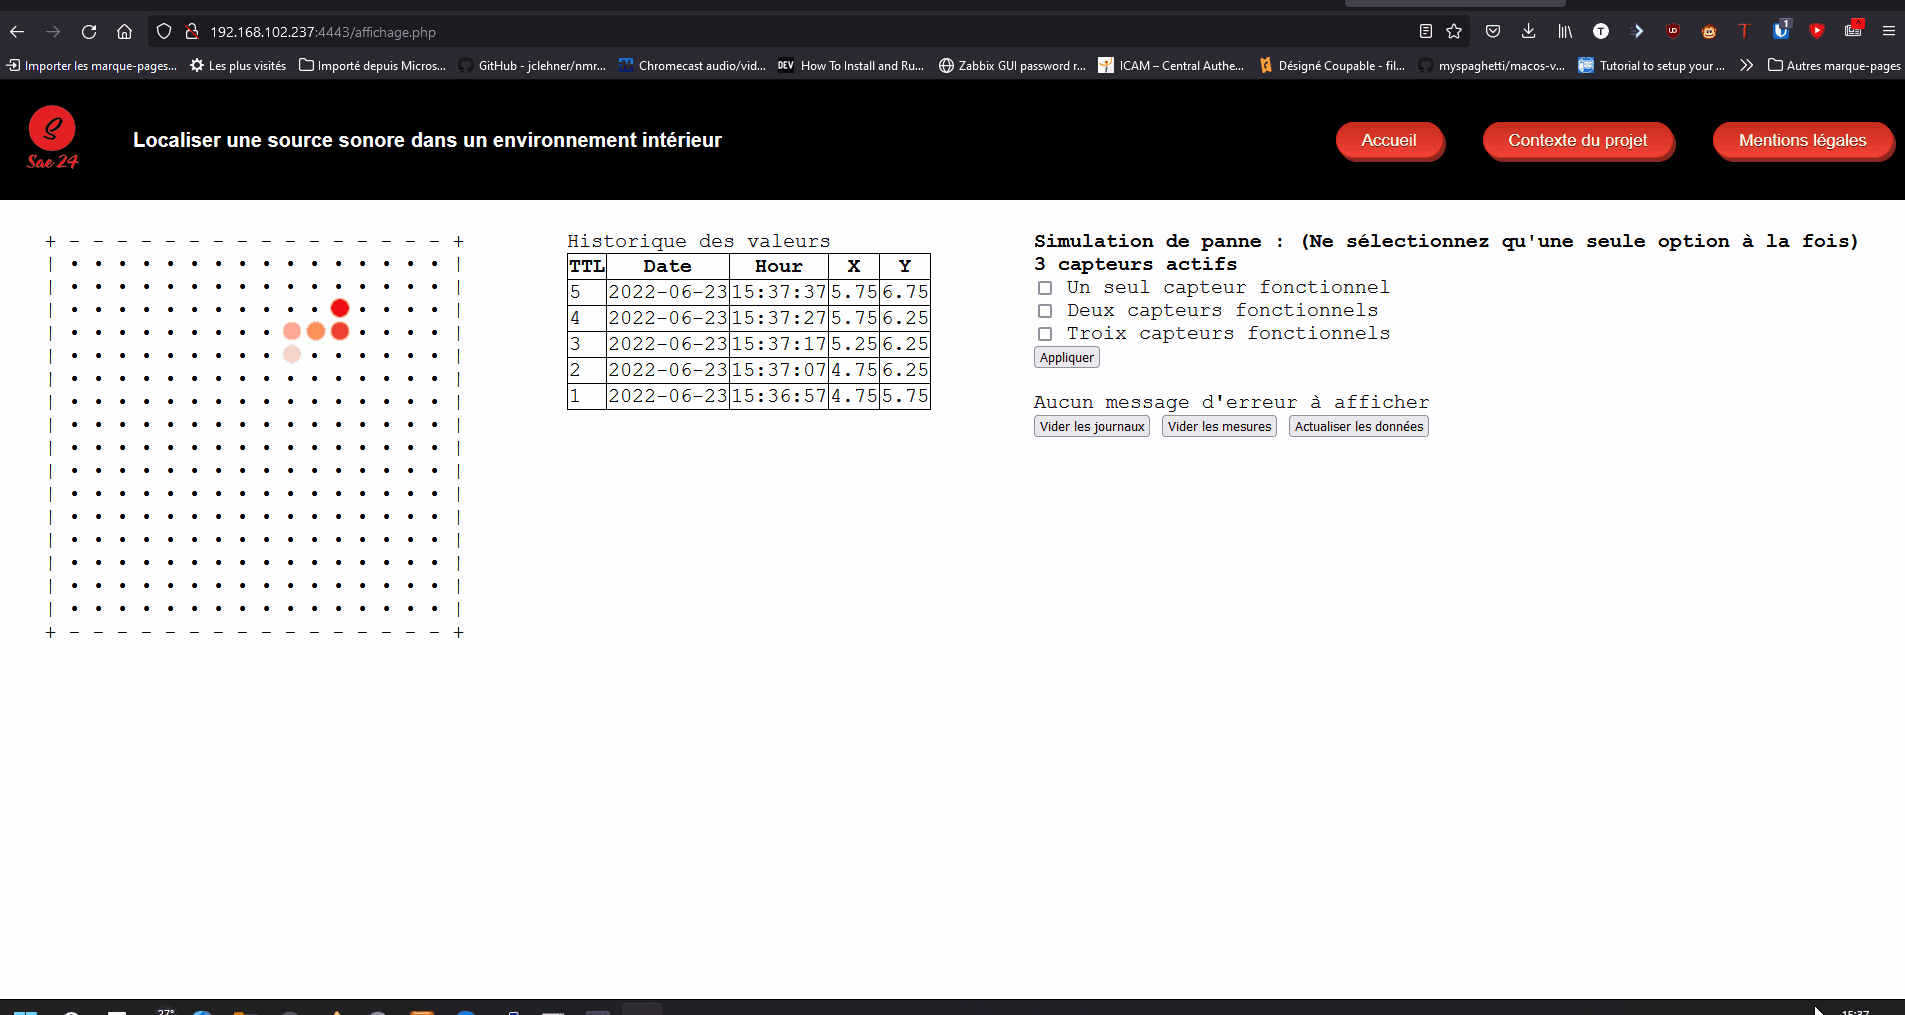 192.168.102.237:4443/affichage.php
Importer les marque-pages... Les plus visités Importé depuis Micros... GitHub - jclehner/nmr... Chromecast audio/vid... DEV How To Install and Ru... Zabbix GUI password r... ICAM – Central Authe... Désigné Coupable - fil... myspaghetti/macos-v... Tutorial to setup your ... Autres marque-pages
S
Sae 24
Localiser une source sonore dans un environnement intérieur
Accueil
Contexte du projet
Mentions légales
Historique des valeurs
TTL Date Hour X Y
5 2022-06-23 15:37:37 5.75 6.75
4 2022-06-23 15:37:27 5.75 6.25
3 2022-06-23 15:37:17 5.25 6.25
2 2022-06-23 15:37:07 4.75 6.25
1 2022-06-23 15:36:57 4.75 5.75
Simulation de panne : (Ne sélectionnez qu'une seule option à la fois)
3 capteurs actifs
Un seul capteur fonctionnel
Deux capteurs fonctionnels
Troix capteurs fonctionnels
Appliquer
Aucun message d'erreur à afficher
Vider les journaux Vider les mesures Actualiser les données
27°
15:37